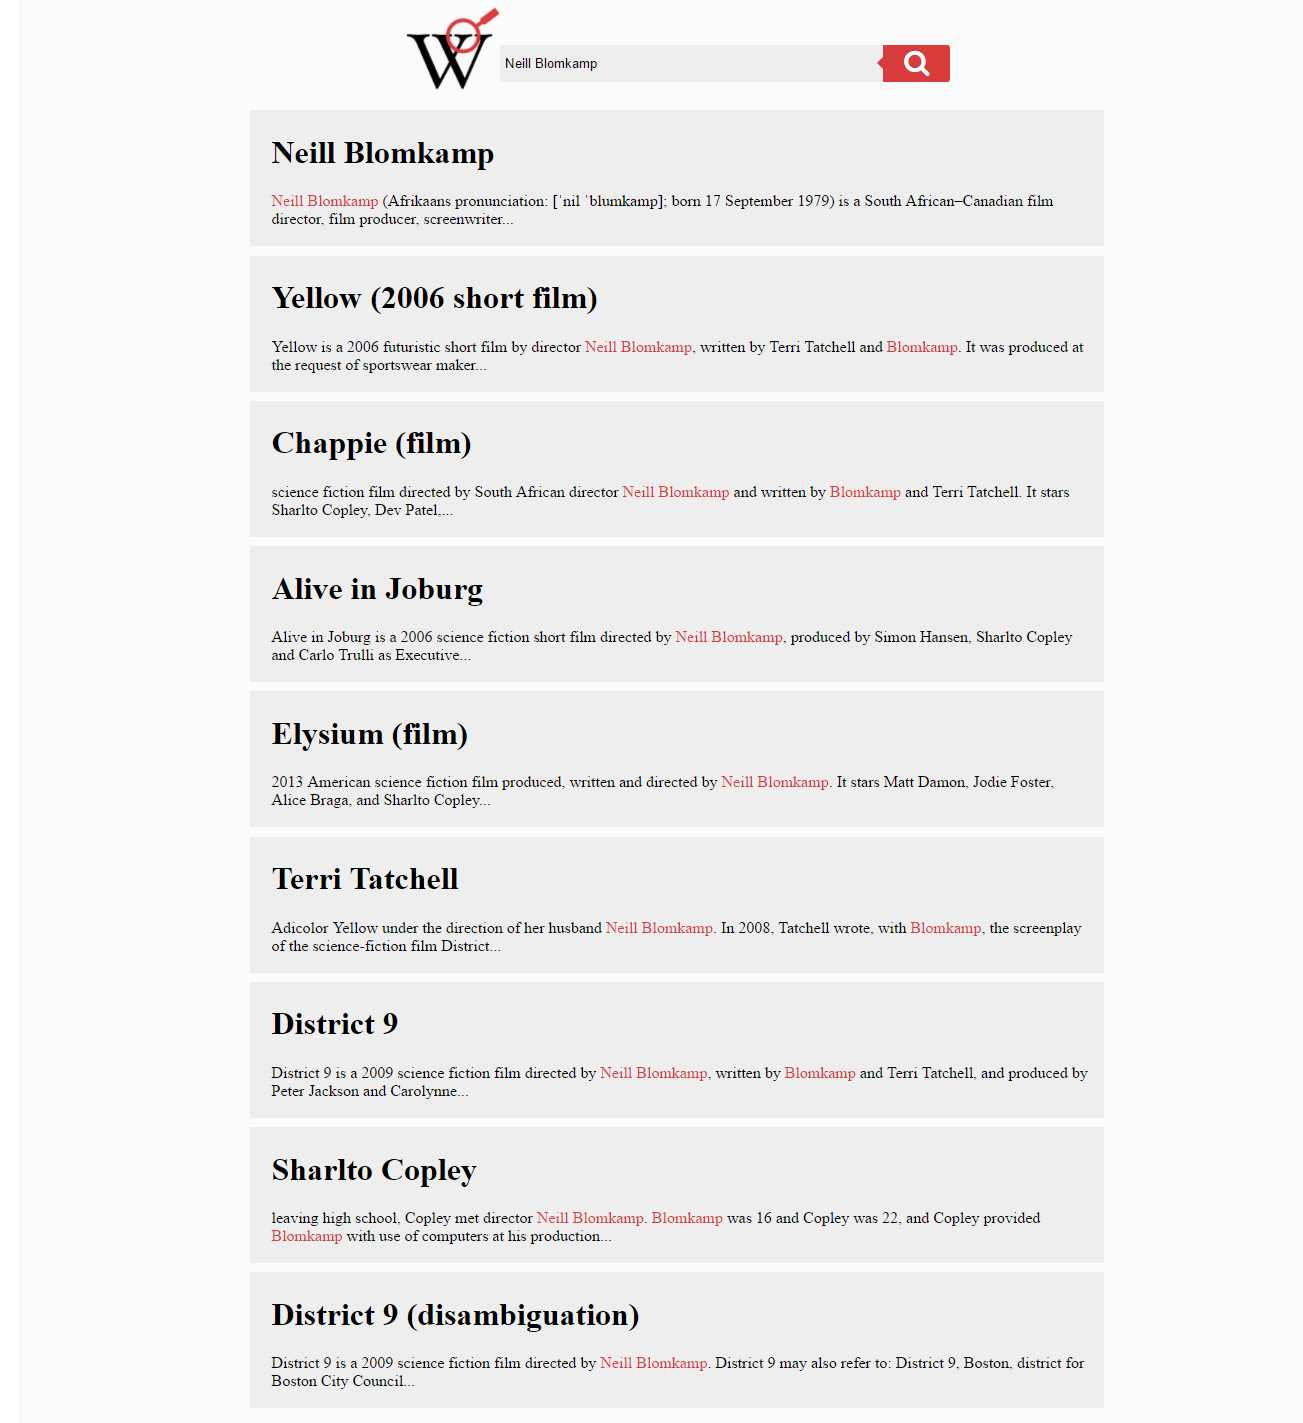 W
Neill Blomkamp
Neill Blomkamp
Neill Blomkamp (Afrikaans pronunciation: [ˈnil ˈblumkamp]; born 17 September 1979) is a South African–Canadian film
director, film producer, screenwriter...
Yellow (2006 short film)
Yellow is a 2006 futuristic short film by director Neill Blomkamp, written by Terri Tatchell and Blomkamp. It was produced at
the request of sportswear maker...
Chappie (film)
science fiction film directed by South African director Neill Blomkamp and written by Blomkamp and Terri Tatchell. It stars
Sharlto Copley, Dev Patel,...
Alive in Joburg
Alive in Joburg is a 2006 science fiction short film directed by Neill Blomkamp, produced by Simon Hansen, Sharlto Copley
and Carlo Trulli as Executive...
Elysium (film)
2013 American science fiction film produced, written and directed by Neill Blomkamp. It stars Matt Damon, Jodie Foster,
Alice Braga, and Sharlto Copley...
Terri Tatchell
Adicolor Yellow under the direction of her husband Neill Blomkamp. In 2008, Tatchell wrote, with Blomkamp, the screenplay
of the science-fiction film District...
District 9
District 9 is a 2009 science fiction film directed by Neill Blomkamp, written by Blomkamp and Terri Tatchell, and produced by
Peter Jackson and Carolynne...
Sharlto Copley
leaving high school, Copley met director Neill Blomkamp. Blomkamp was 16 and Copley was 22, and Copley provided
Blomkamp with use of computers at his production...
District 9 (disambiguation)
District 9 is a 2009 science fiction film directed by Neill Blomkamp. District 9 may also refer to: District 9, Boston, district for
Boston City Council...